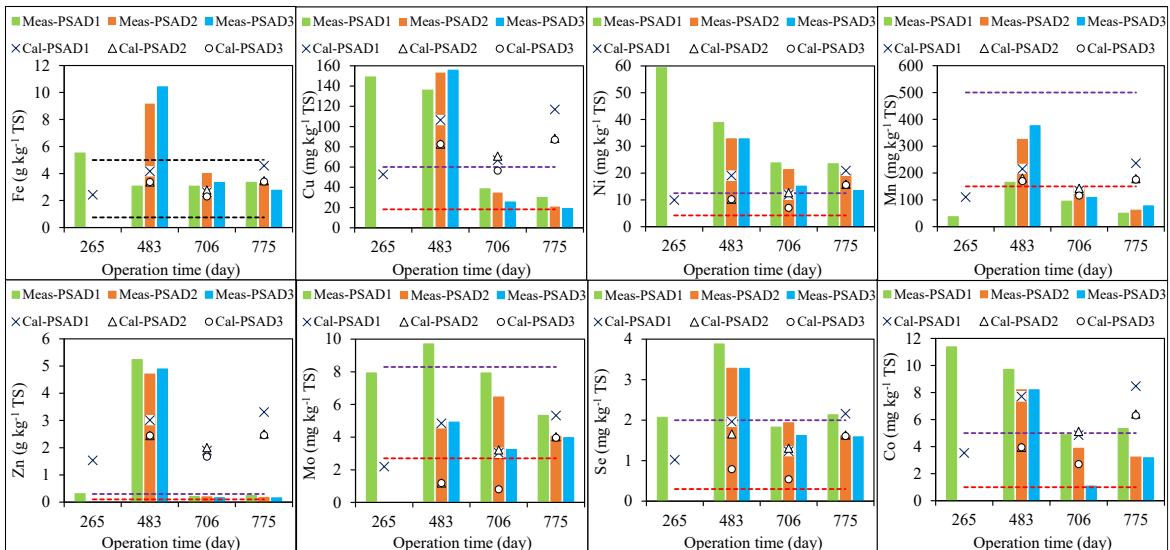 Meas-PSAD1 Meas-PSAD2 Meas-PSAD3
Cal-PSAD1 Cal-PSAD2 Cal-PSAD3
Fe (g kg⁻¹ TS)
12
10
8
6
4
2
0
265 483 706 775
Operation time (day)
Meas-PSAD1 Meas-PSAD2 Meas-PSAD3
Cal-PSAD1 Cal-PSAD2 Cal-PSAD3
Cu (mg kg⁻¹ TS)
160
140
120
100
80
60
40
20
0
265 483 706 775
Operation time (day)
Meas-PSAD1 Meas-PSAD2 Meas-PSAD3
Cal-PSAD1 Cal-PSAD2 Cal-PSAD3
Ni (mg kg⁻¹ TS)
60
50
40
30
20
10
0
265 483 706 775
Operation time (day)
Meas-PSAD1 Meas-PSAD2 Meas-PSAD3
Cal-PSAD1 Cal-PSAD2 Cal-PSAD3
Mn (mg kg⁻¹ TS)
600
500
400
300
200
100
0
265 483 706 775
Operation time (day)
Meas-PSAD1 Meas-PSAD2 Meas-PSAD3
Cal-PSAD1 Cal-PSAD2 Cal-PSAD3
Zn (g kg⁻¹ TS)
6
5
4
3
2
1
0
265 483 706 775
Operation time (day)
Meas-PSAD1 Meas-PSAD2 Meas-PSAD3
Cal-PSAD1 Cal-PSAD2 Cal-PSAD3
Mo (mg kg⁻¹ TS)
10
8
6
4
2
0
265 483 706 775
Operation time (day)
Meas-PSAD1 Meas-PSAD2 Meas-PSAD3
Cal-PSAD1 Cal-PSAD2 Cal-PSAD3
Se (mg kg⁻¹ TS)
4
3
2
1
0
265 483 706 775
Operation time (day)
Meas-PSAD1 Meas-PSAD2 Meas-PSAD3
Cal-PSAD1 Cal-PSAD2 Cal-PSAD3
Co (mg kg⁻¹ TS)
12
10
8
6
4
2
0
265 483 706 775
Operation time (day)